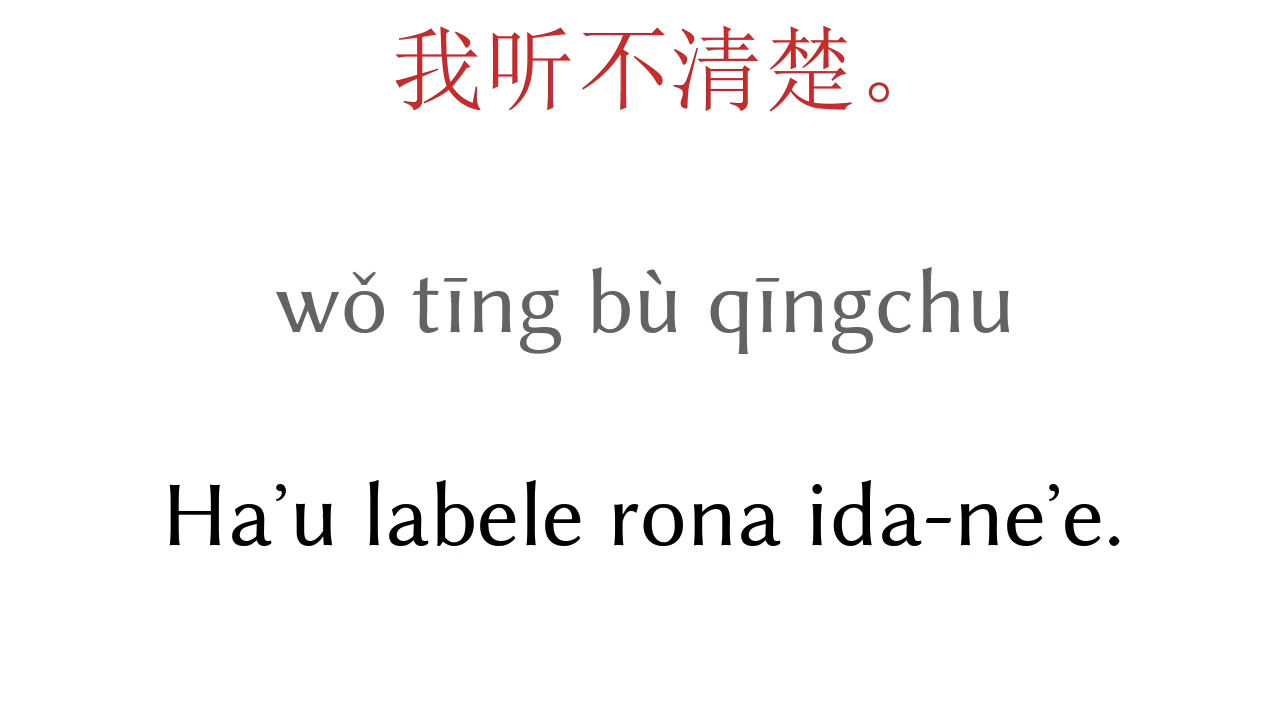 我听不清楚。
wǒ tīng bù qīngchu
Ha’u labele rona ida-ne’e.